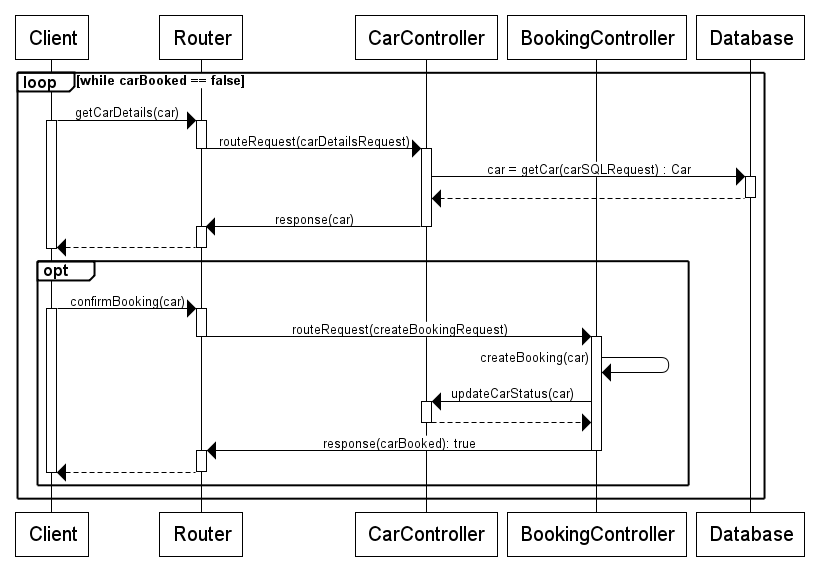 Client Router CarController BookingController Database
loop [while carBooked == false]
getCarDetails(car)
routeRequest(carDetailsRequest)
car = getCar(carSQLRequest) : Car
response(car)
opt
confirmBooking(car)
routeRequest(createBookingRequest)
createBooking(car)
updateCarStatus(car)
response(carBooked): true
Client Router CarController BookingController Database